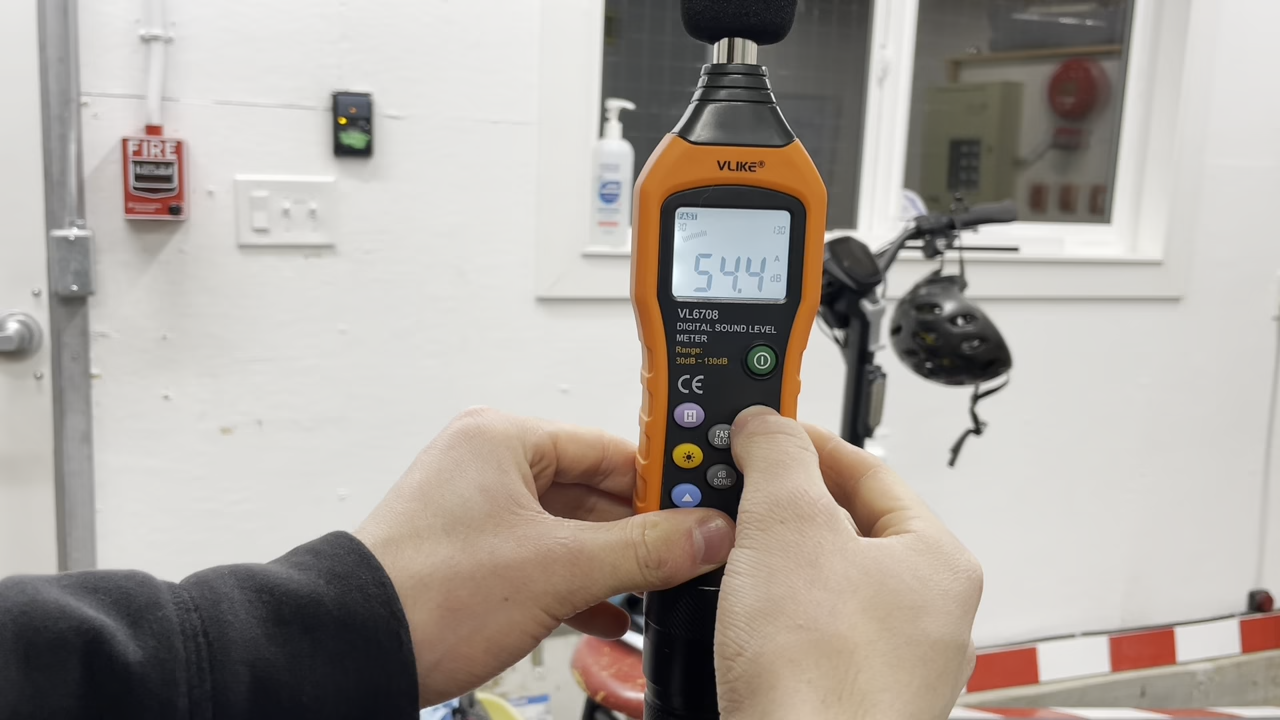 FIRE
VLIKE®
FAST
30
130
54.4
A
dB
VL6708
DIGITAL SOUND LEVEL
METER
Range:
30dB ~ 130dB
CE
H
FAST
SLOW
dB
SONE